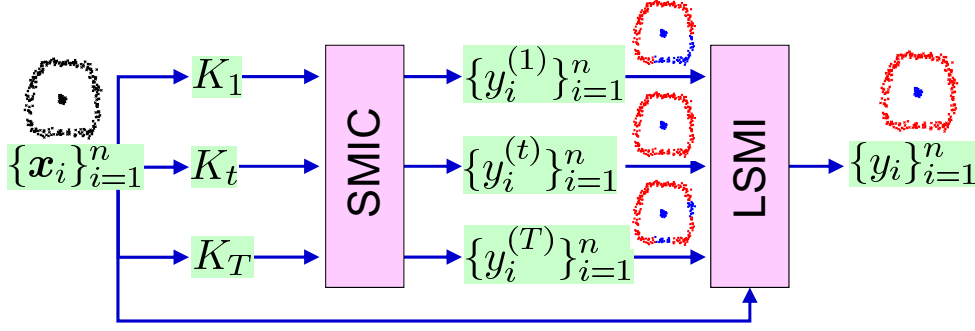 {x_i}_{i=1}^n
K_1
K_t
K_T
SMIC
{y_i^{(1)}}_{i=1}^n
{y_i^{(t)}}_{i=1}^n
{y_i^{(T)}}_{i=1}^n
LSMI
{y_i}_{i=1}^n